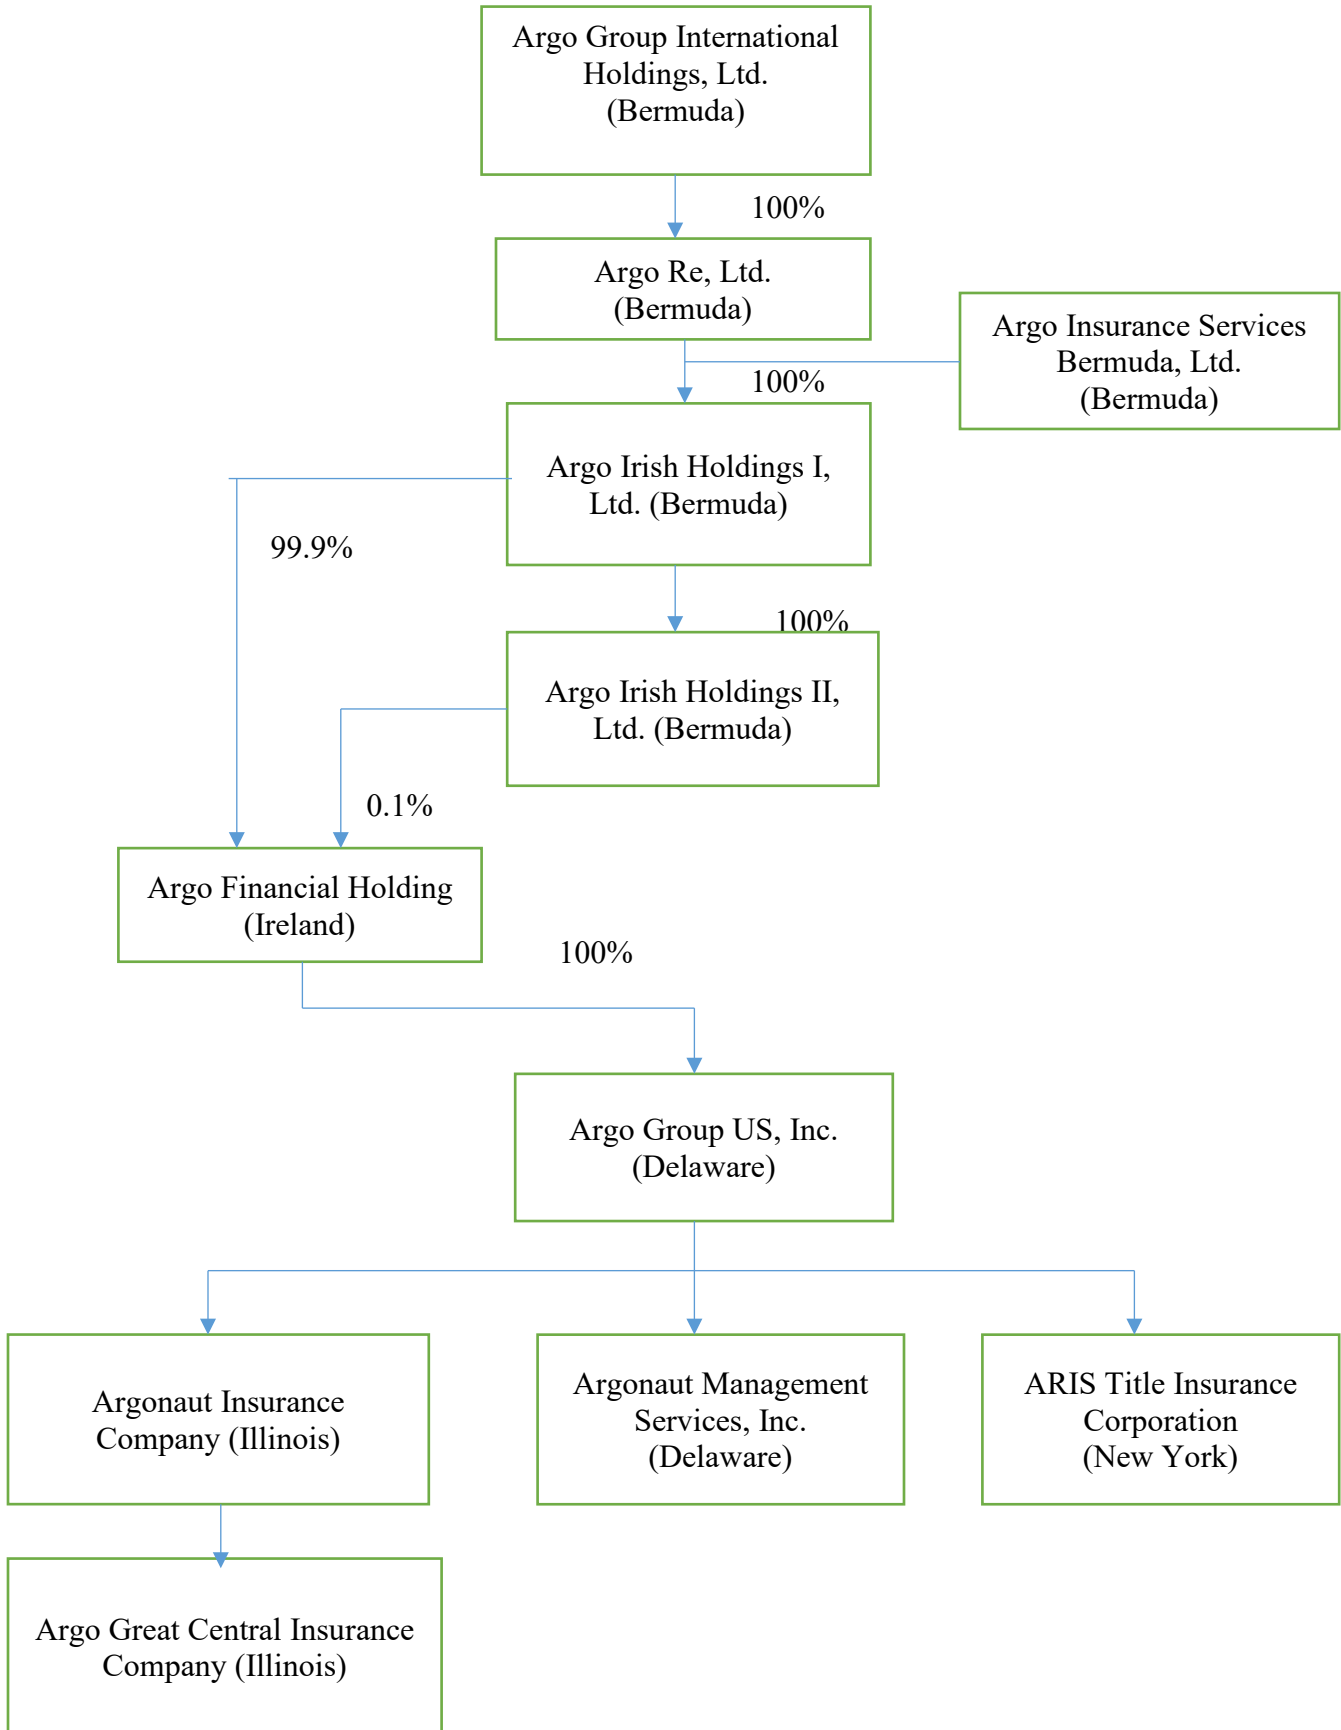 Argo Group International
Holdings, Ltd.
(Bermuda)
100%
Argo Re, Ltd.
(Bermuda)
Argo Insurance Services
Bermuda, Ltd.
(Bermuda)
100%
Argo Irish Holdings I,
Ltd. (Bermuda)
99.9%
100%
Argo Irish Holdings II,
Ltd. (Bermuda)
0.1%
Argo Financial Holding
(Ireland)
100%
Argo Group US, Inc.
(Delaware)
Argonaut Insurance
Company (Illinois)
Argonaut Management
Services, Inc.
(Delaware)
ARIS Title Insurance
Corporation
(New York)
Argo Great Central Insurance
Company (Illinois)